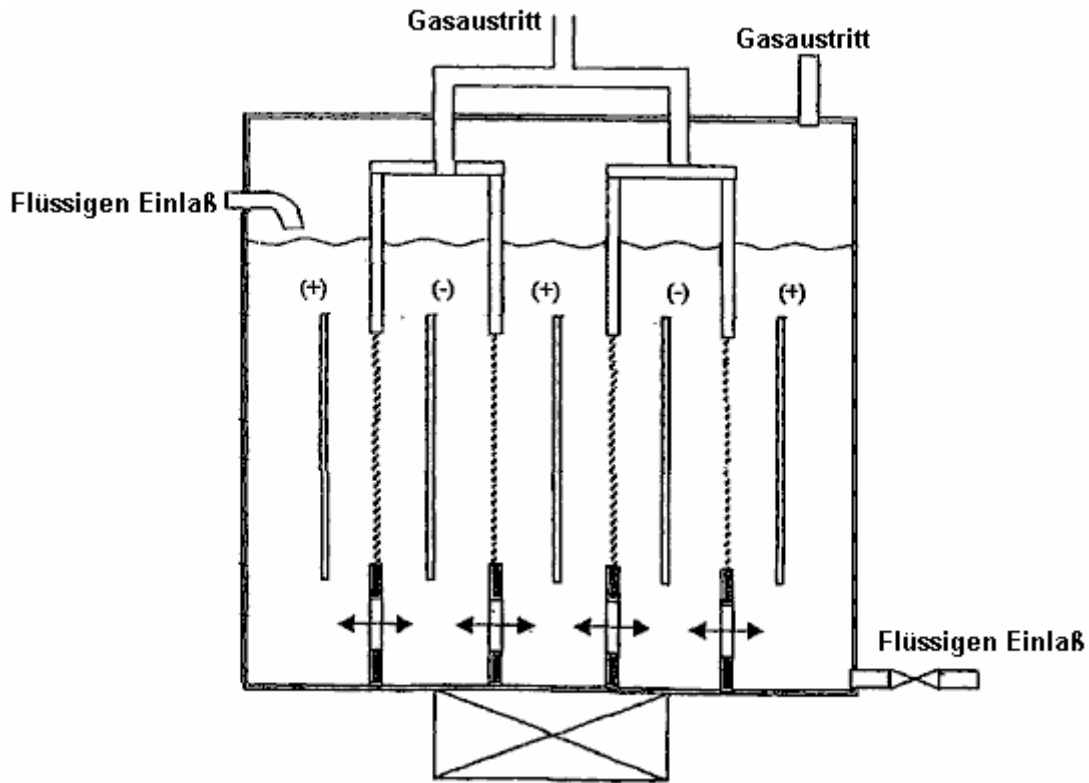 Gasaustritt
Gasaustritt
Flüssigen Einlaß
(+) (-) (+) (-) (+)
Flüssigen Einlaß